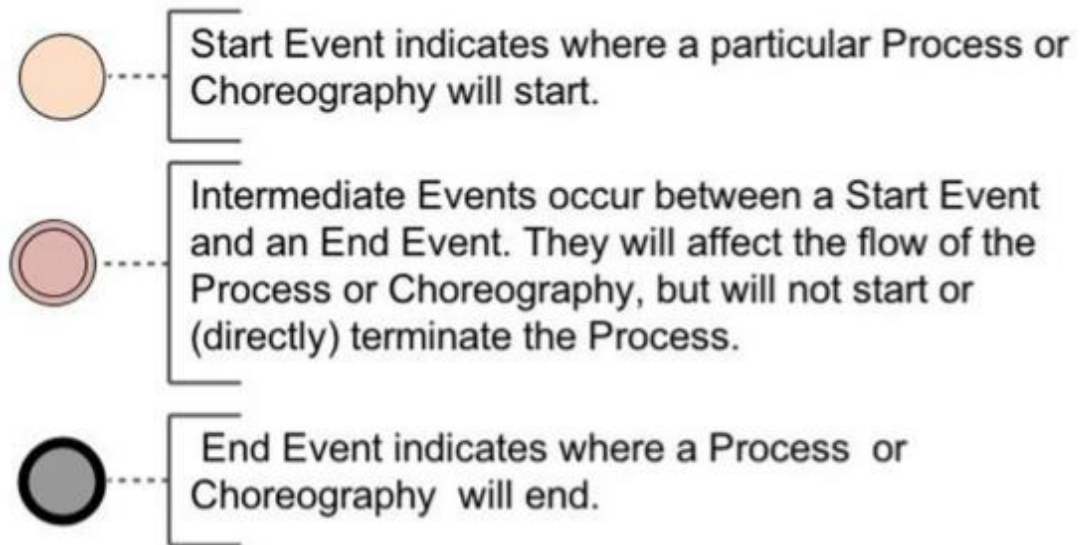 Start Event indicates where a particular Process or
Choreography will start.
Intermediate Events occur between a Start Event
and an End Event. They will affect the flow of the
Process or Choreography, but will not start or
(directly) terminate the Process.
End Event indicates where a Process or
Choreography will end.